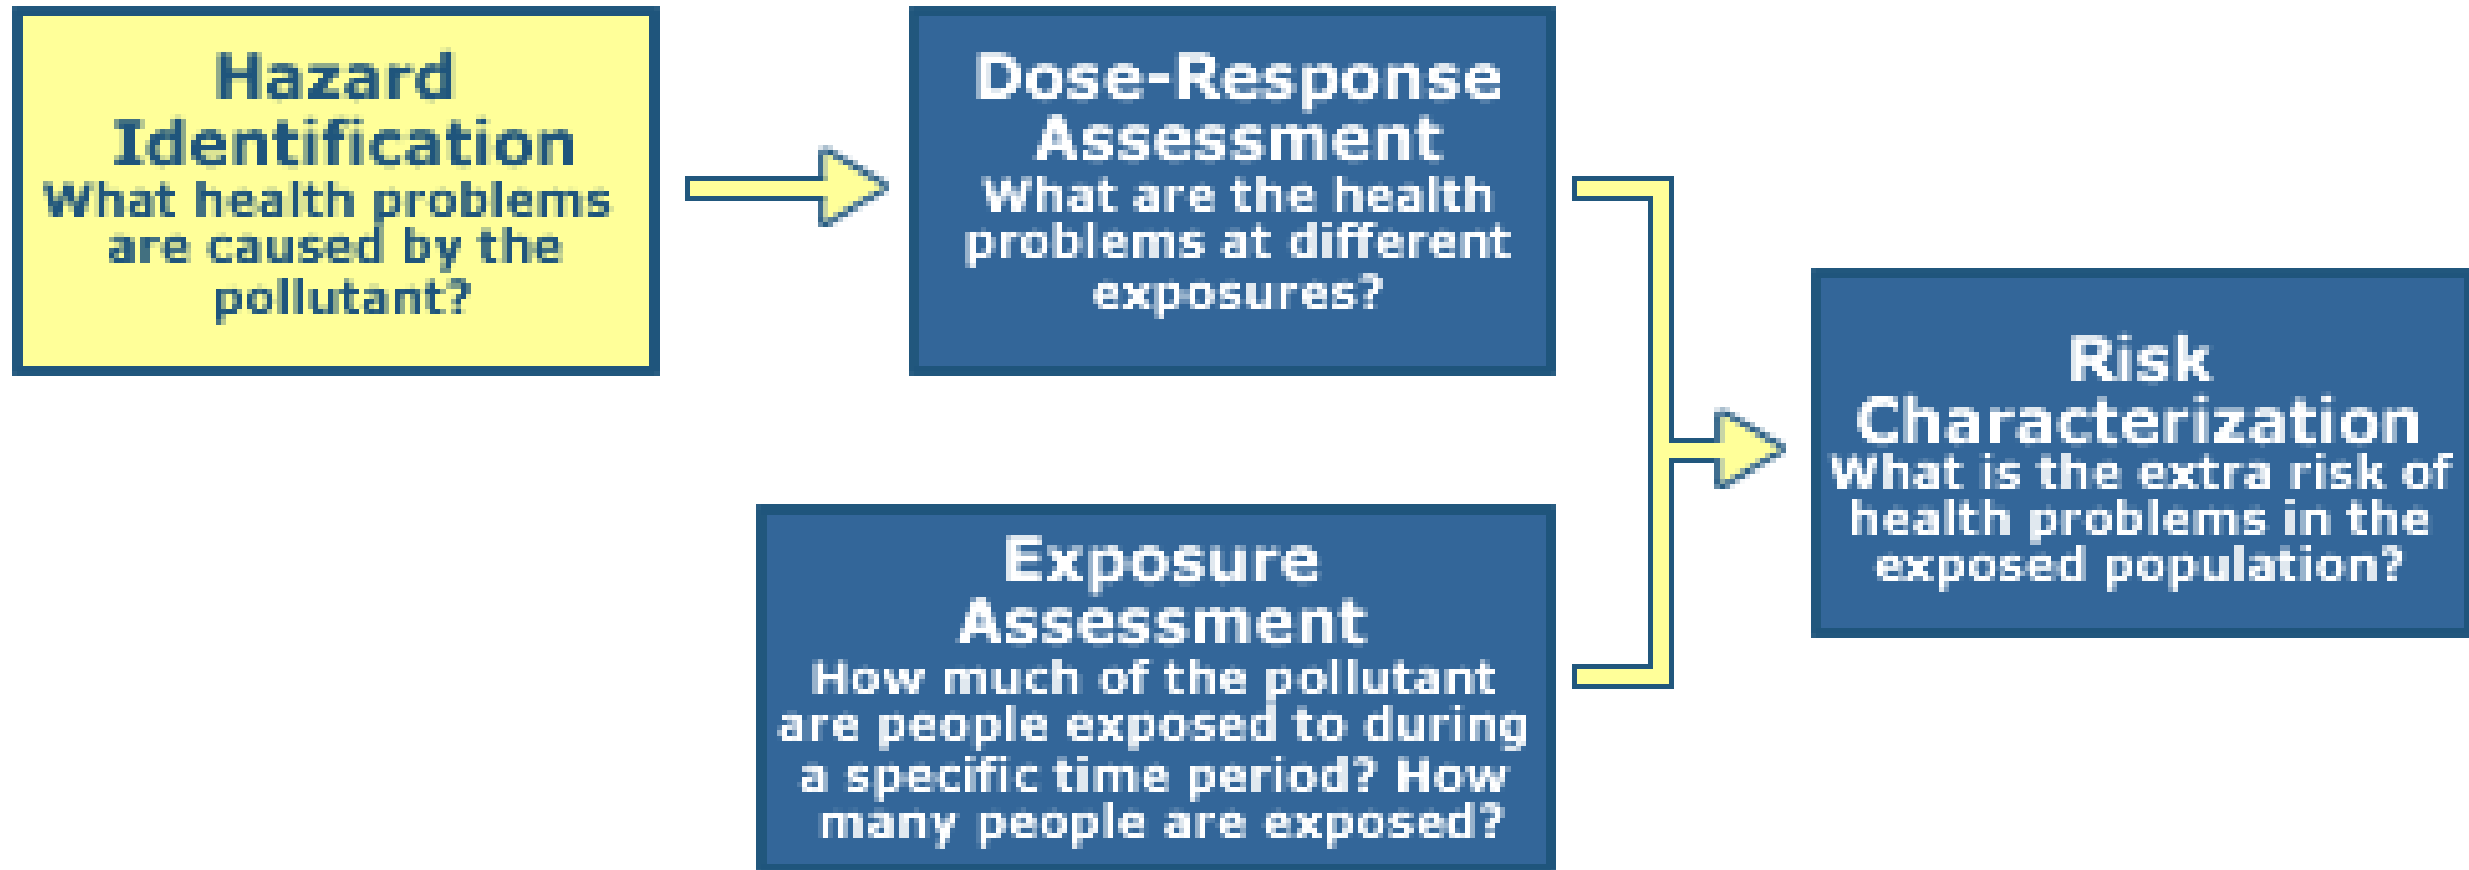 Hazard
Identification
What health problems
are caused by the
pollutant?
Dose-Response
Assessment
What are the health
problems at different
exposures?
Exposure
Assessment
How much of the pollutant
are people exposed to during
a specific time period? How
many people are exposed?
Risk
Characterization
What is the extra risk of
health problems in the
exposed population?